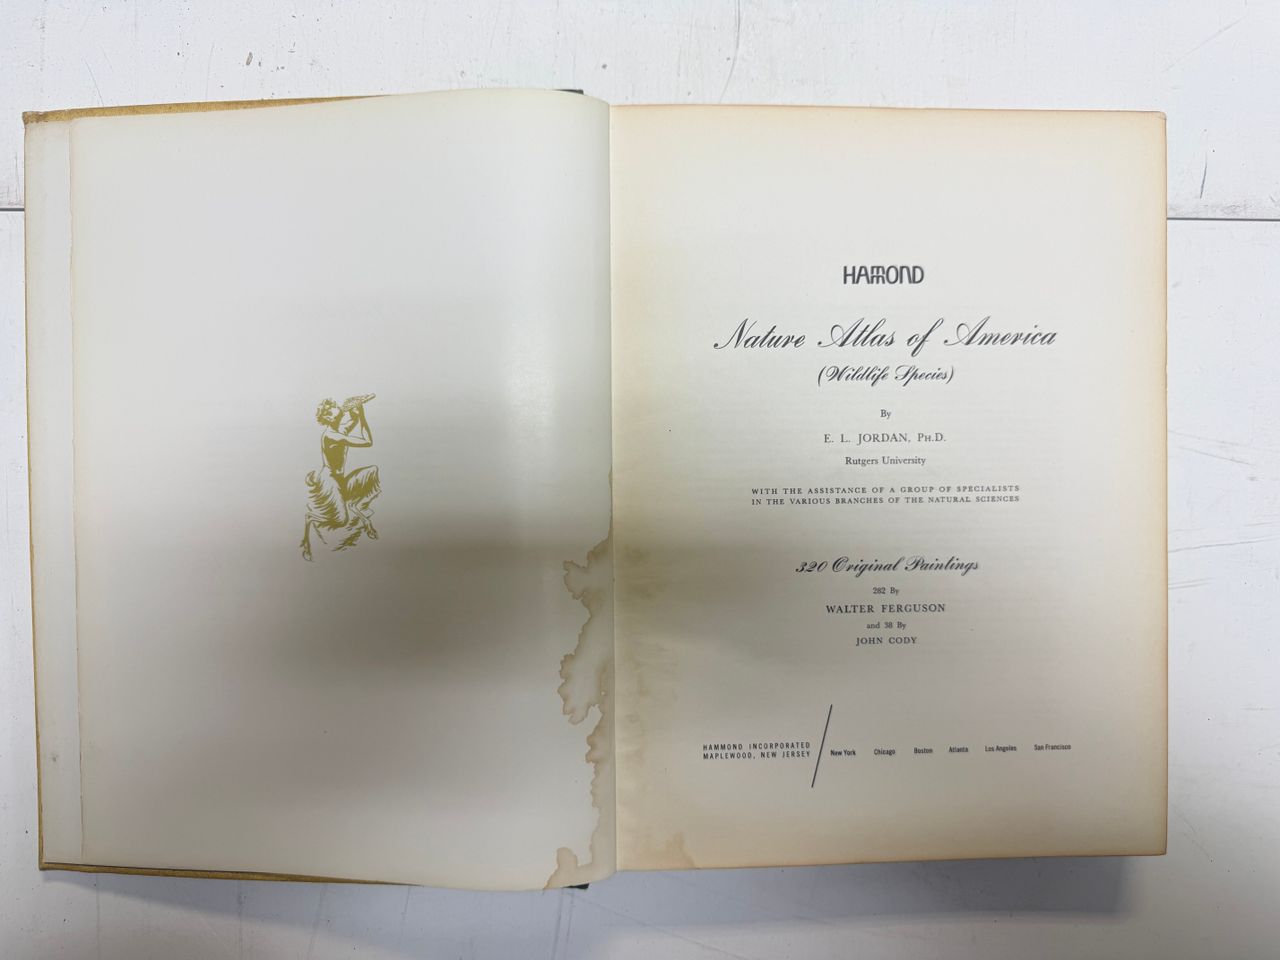 HAMMOND
Nature Atlas of America
(Wildlife Species)
By
E. L. JORDAN, PH.D.
Rutgers University
WITH THE ASSISTANCE OF A GROUP OF SPECIALISTS
IN THE VARIOUS BRANCHES OF THE NATURAL SCIENCES
320 Original Paintings
282 By
WALTER FERGUSON
and 38 By
JOHN CODY
HAMMOND INCORPORATED
MAPLEWOOD, NEW JERSEY
New York Chicago Boston Atlanta Los Angeles San Francisco